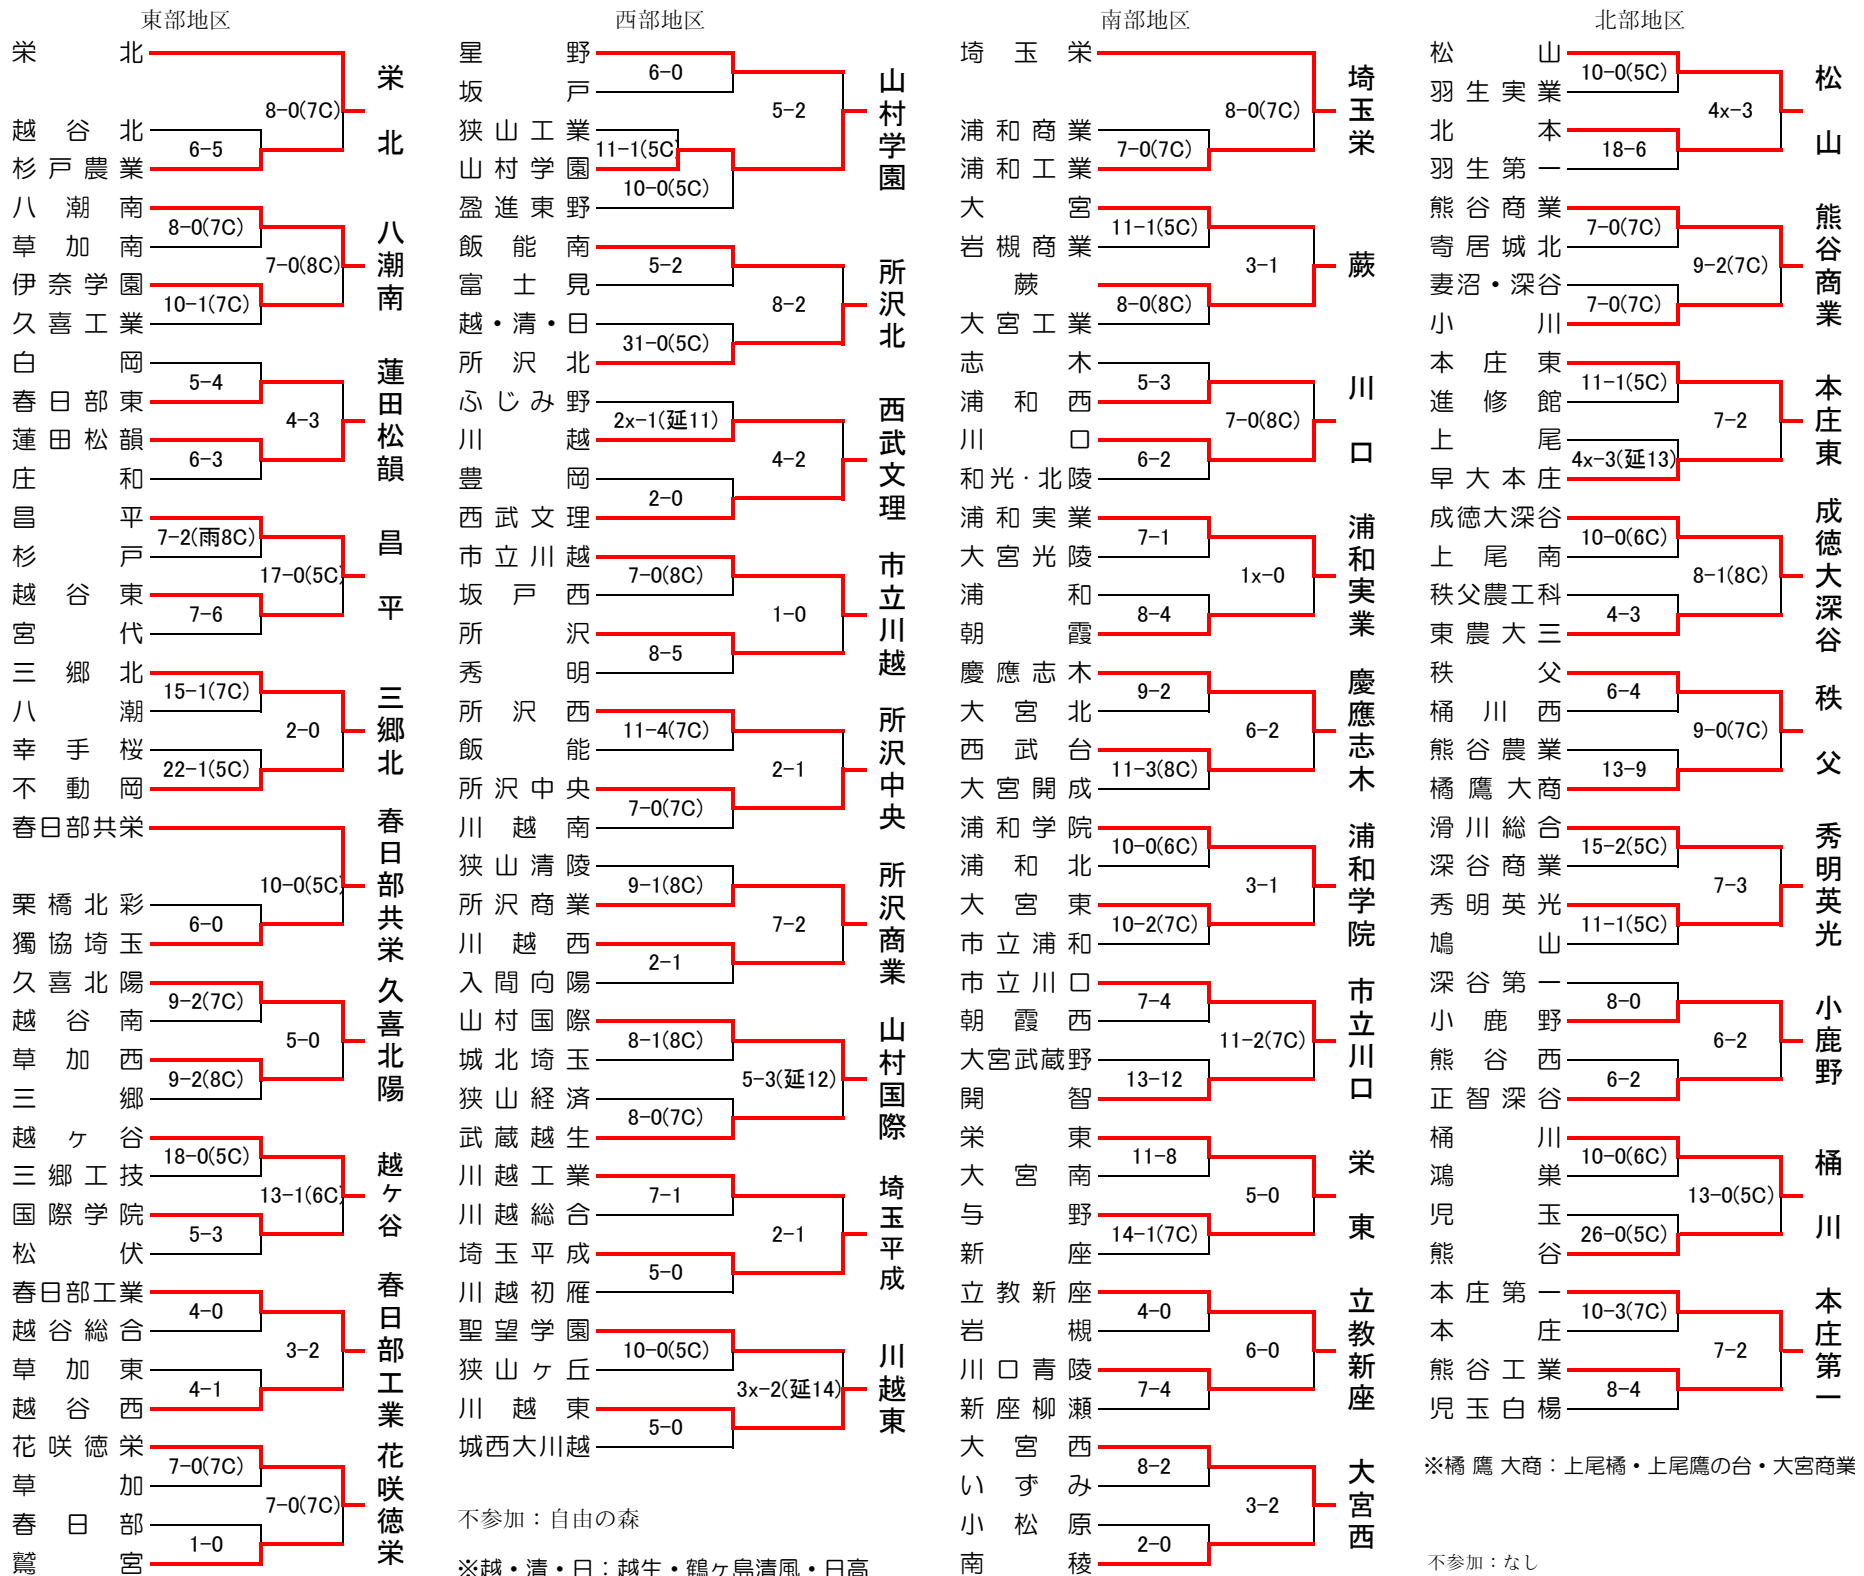 東部地区
栄北
8-0(7C)
越谷北
6-5
杉戸農業
栄北
八潮南
8-0(7C)
草加南
7-0(8C)
伊奈学園
10-1(7C)
久喜工業
八潮南
白岡
5-4
春日部東
4-3
蓮田松韻
6-3
庄和
蓮田松韻
昌平
7-2(雨8C)
杉戸
17-0(5C)
越谷東
7-6
宮代
昌平
三郷北
15-1(7C)
八潮
2-0
幸手桜
22-1(5C)
不動岡
三郷北
春日部共栄
10-0(5C)
栗橋北彩
6-0
獨協埼玉
春日部共栄
久喜北陽
9-2(7C)
越谷南
5-0
草加西
9-2(8C)
三郷
久喜北陽
越ヶ谷
18-0(5C)
三郷工技
13-1(6C)
国際学院
5-3
松伏
越ヶ谷
春日部工業
4-0
越谷総合
3-2
草加東
4-1
越谷西
春日部工業
花咲徳栄
7-0(7C)
草加
7-0(7C)
春日部
1-0
鷲宮
花咲徳栄
西部地区
星野
6-0
坂戸
5-2
狭山工業
11-1(5C)
山村学園
10-0(5C)
盈進東野
山村学園
飯能南
5-2
富士見
8-2
越・清・日
31-0(5C)
所沢北
所沢北
ふじみ野
2x-1(延11)
川越
4-2
豊岡
2-0
西武文理
西武文理
市立川越
7-0(8C)
坂戸西
1-0
所沢
8-5
秀明
市立川越
所沢西
11-4(7C)
飯能
2-1
所沢中央
7-0(7C)
川越南
所沢中央
狭山清陵
9-1(8C)
所沢商業
7-2
川越西
2-1
入間向陽
所沢商業
山村国際
8-1(8C)
城北埼玉
5-3(延12)
狭山経済
8-0(7C)
武蔵越生
山村国際
川越工業
7-1
川越総合
2-1
埼玉平成
5-0
川越初雁
埼玉平成
聖望学園
10-0(5C)
狭山ヶ丘
3x-2(延14)
川越東
5-0
城西大川越
川越東
不参加：自由の森
※越・清・日：越生・鶴ヶ島清風・日高
南部地区
埼玉栄
8-0(7C)
浦和商業
7-0(7C)
浦和工業
埼玉栄
大宮
11-1(5C)
岩槻商業
3-1
蕨
8-0(8C)
大宮工業
蕨
志木
5-3
浦和西
7-0(8C)
川口
6-2
和光・北陵
川口
浦和実業
7-1
大宮光陵
1x-0
浦和
8-4
朝霞
浦和実業
慶應志木
9-2
大宮北
6-2
西武台
11-3(8C)
大宮開成
慶應志木
浦和学院
10-0(6C)
浦和北
3-1
大宮東
10-2(7C)
市立浦和
浦和学院
市立川口
7-4
朝霞西
11-2(7C)
大宮武蔵野
13-12
開智
市立川口
栄東
11-8
大宮南
5-0
与野
14-1(7C)
新座
栄東
立教新座
4-0
岩槻
6-0
川口青陵
7-4
新座柳瀬
立教新座
大宮西
8-2
いずみ
3-2
小松原
2-0
南稜
大宮西
北部地区
松山
10-0(5C)
羽生実業
4x-3
北本
18-6
羽生第一
松山
熊谷商業
7-0(7C)
寄居城北
9-2(7C)
妻沼・深谷
7-0(7C)
小川
熊谷商業
本庄東
11-1(5C)
進修館
7-2
上尾
4x-3(延13)
早大本庄
本庄東
成徳大深谷
10-0(6C)
上尾南
8-1(8C)
秩父農工科
4-3
東農大三
成徳大深谷
秩父
6-4
桶川西
9-0(7C)
熊谷農業
13-9
橘鷹大商
秩父
滑川総合
15-2(5C)
深谷商業
7-3
秀明英光
11-1(5C)
鳩山
秀明英光
深谷第一
8-0
小鹿野
6-2
熊谷西
6-2
正智深谷
小鹿野
桶川
10-0(6C)
鴻巣
13-0(5C)
児玉
26-0(5C)
熊谷
桶川
本庄第一
10-3(7C)
本庄
7-2
熊谷工業
8-4
児玉白楊
本庄第一
※橘鷹大商：上尾橘・上尾鷹の台・大宮商業
不参加：なし